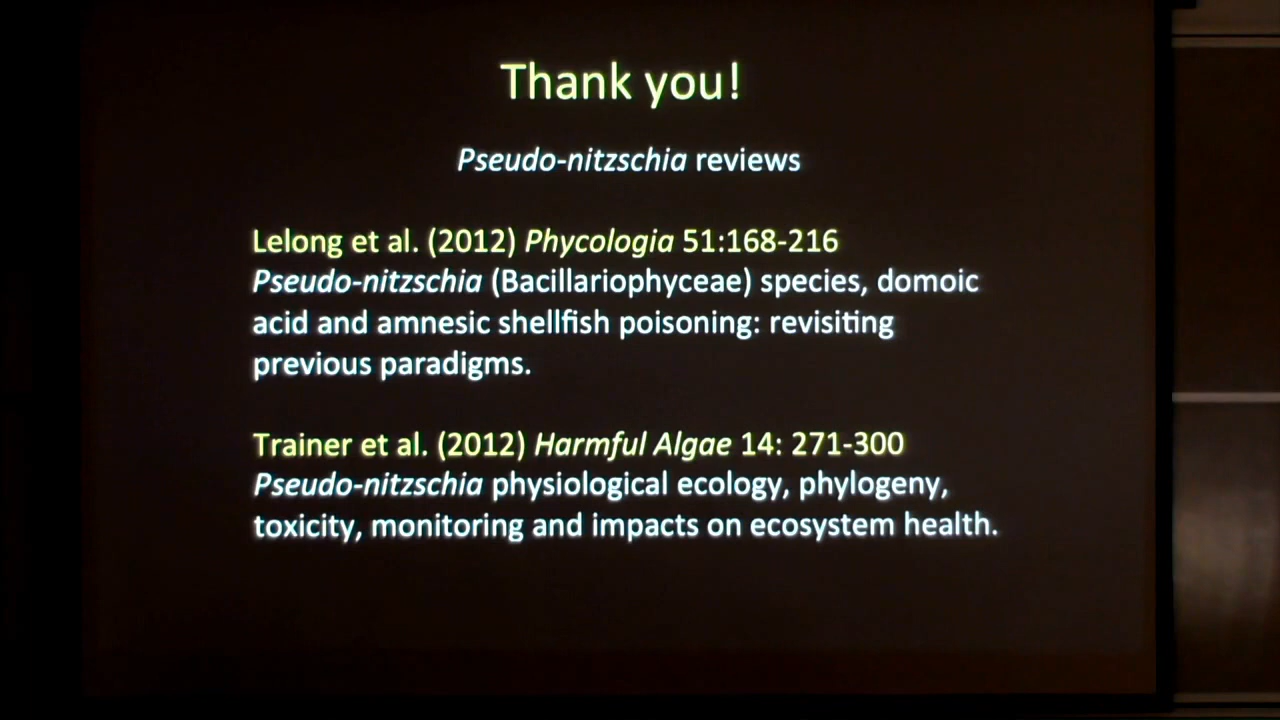 Thank you!
Pseudo-nitzschia reviews
Lelong et al. (2012) Phycologia 51:168-216
Pseudo-nitzschia (Bacillariophyceae) species, domoic
acid and amnesic shellfish poisoning: revisiting
previous paradigms.
Trainer et al. (2012) Harmful Algae 14: 271-300
Pseudo-nitzschia physiological ecology, phylogeny,
toxicity, monitoring and impacts on ecosystem health.